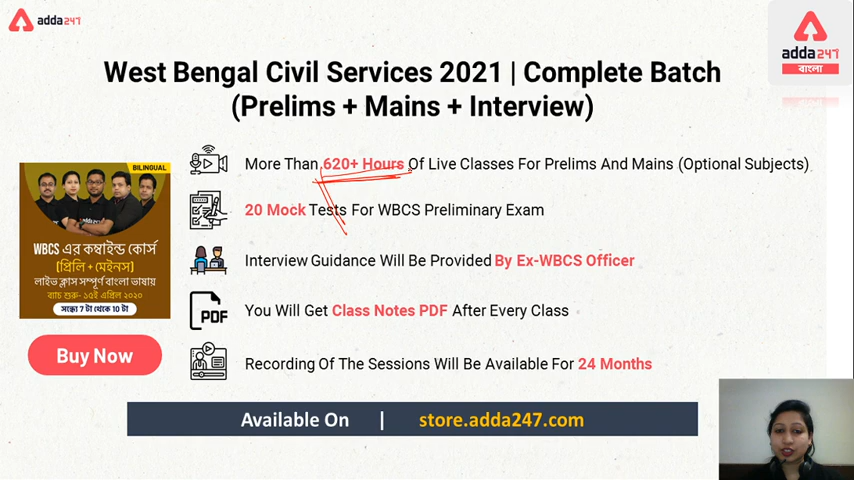 adda247
adda247
বাংলা
West Bengal Civil Services 2021 | Complete Batch
(Prelims + Mains + Interview)
More Than 620+ Hours Of Live Classes For Prelims And Mains (Optional Subjects)
20 Mock Tests For WBCS Preliminary Exam
Interview Guidance Will Be Provided By Ex-WBCS Officer
PDF
You Will Get Class Notes PDF After Every Class
Recording Of The Sessions Will Be Available For 24 Months
BILINGUAL
WBCS এর কম্বাইন্ড কোর্স
(প্রিলি + মেইনস)
লাইভ ক্লাস সম্পূর্ণ বাংলা ভাষায়
ব্যাচ শুরু- ১৫ই এপ্রিল ২০২০
সন্ধ্যে 7 টা থেকে 10 টা
Buy Now
Available On | store.adda247.com